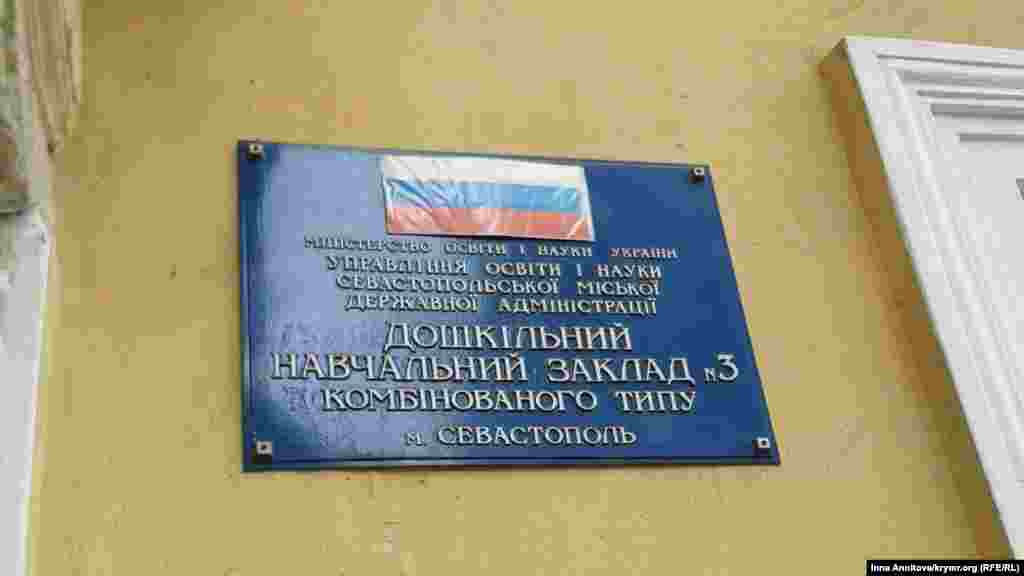 МІНІСТЕРСТВО ОСВІТИ І НАУКИ УКРАЇНИ
УПРАВЛІННЯ ОСВІТИ І НАУКИ
СЕВАСТОПОЛЬСЬКОЇ МІСЬКОЇ
ДЕРЖАВНОЇ АДМІНІСТРАЦІЇ
ДОШКІЛЬНИЙ
НАВЧАЛЬНИЙ ЗАКЛАД №3
КОМБІНОВАНОГО ТИПУ
м. СЕВАСТОПОЛЬ
Inna Annitova/krymr.org (RFE/RL)